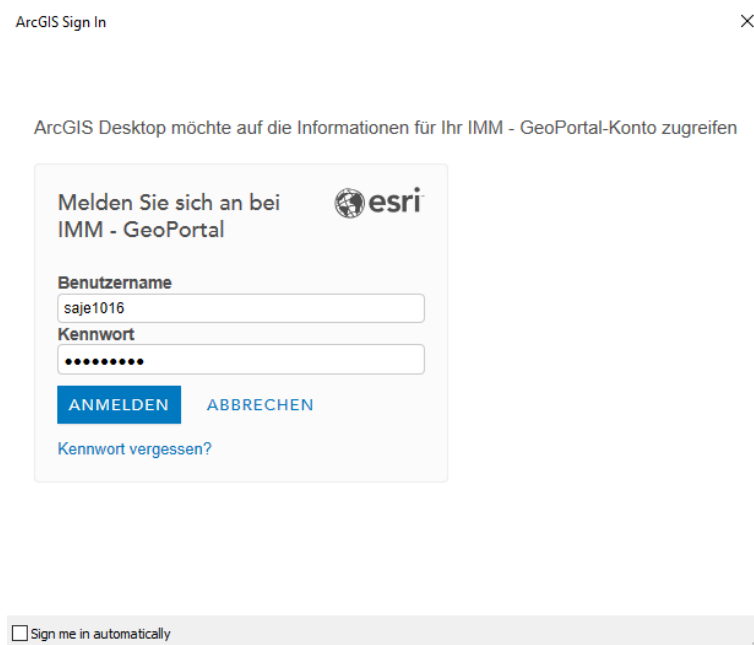 ArcGIS Sign In
ArcGIS Desktop möchte auf die Informationen für Ihr IMM - GeoPortal-Konto zugreifen
Melden Sie sich an bei
IMM - GeoPortal
esri
Benutzername
saje1016
Kennwort
•••••••••
ANMELDEN ABBRECHEN
Kennwort vergessen?
Sign me in automatically